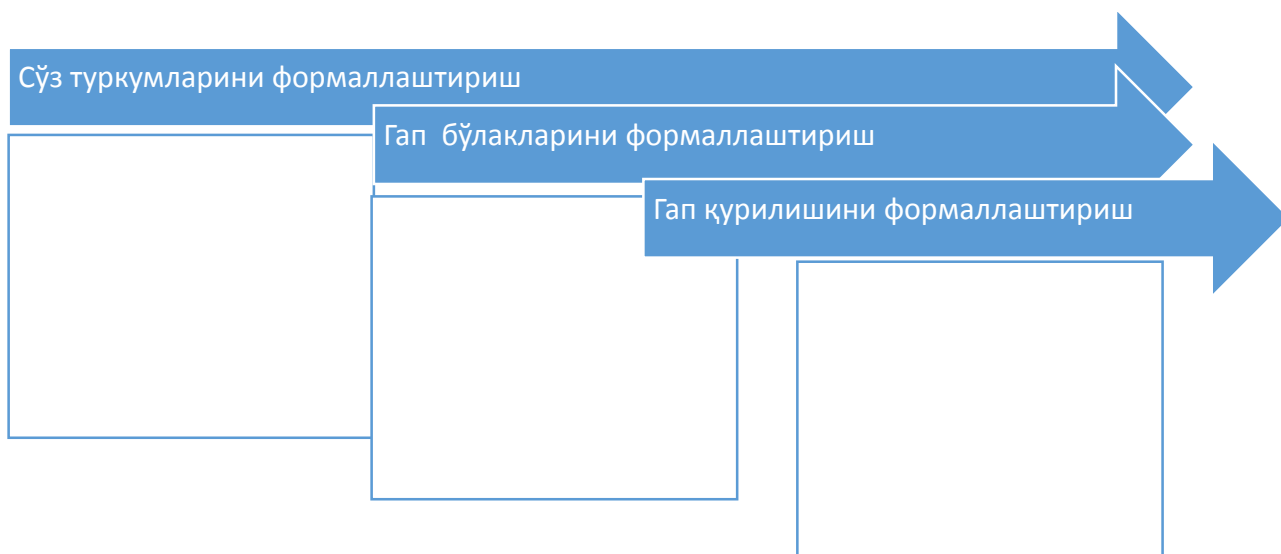 Сўз туркумларини формаллаштириш
Гап  бўлакларини формаллаштириш
Гап қурилишини формаллаштириш